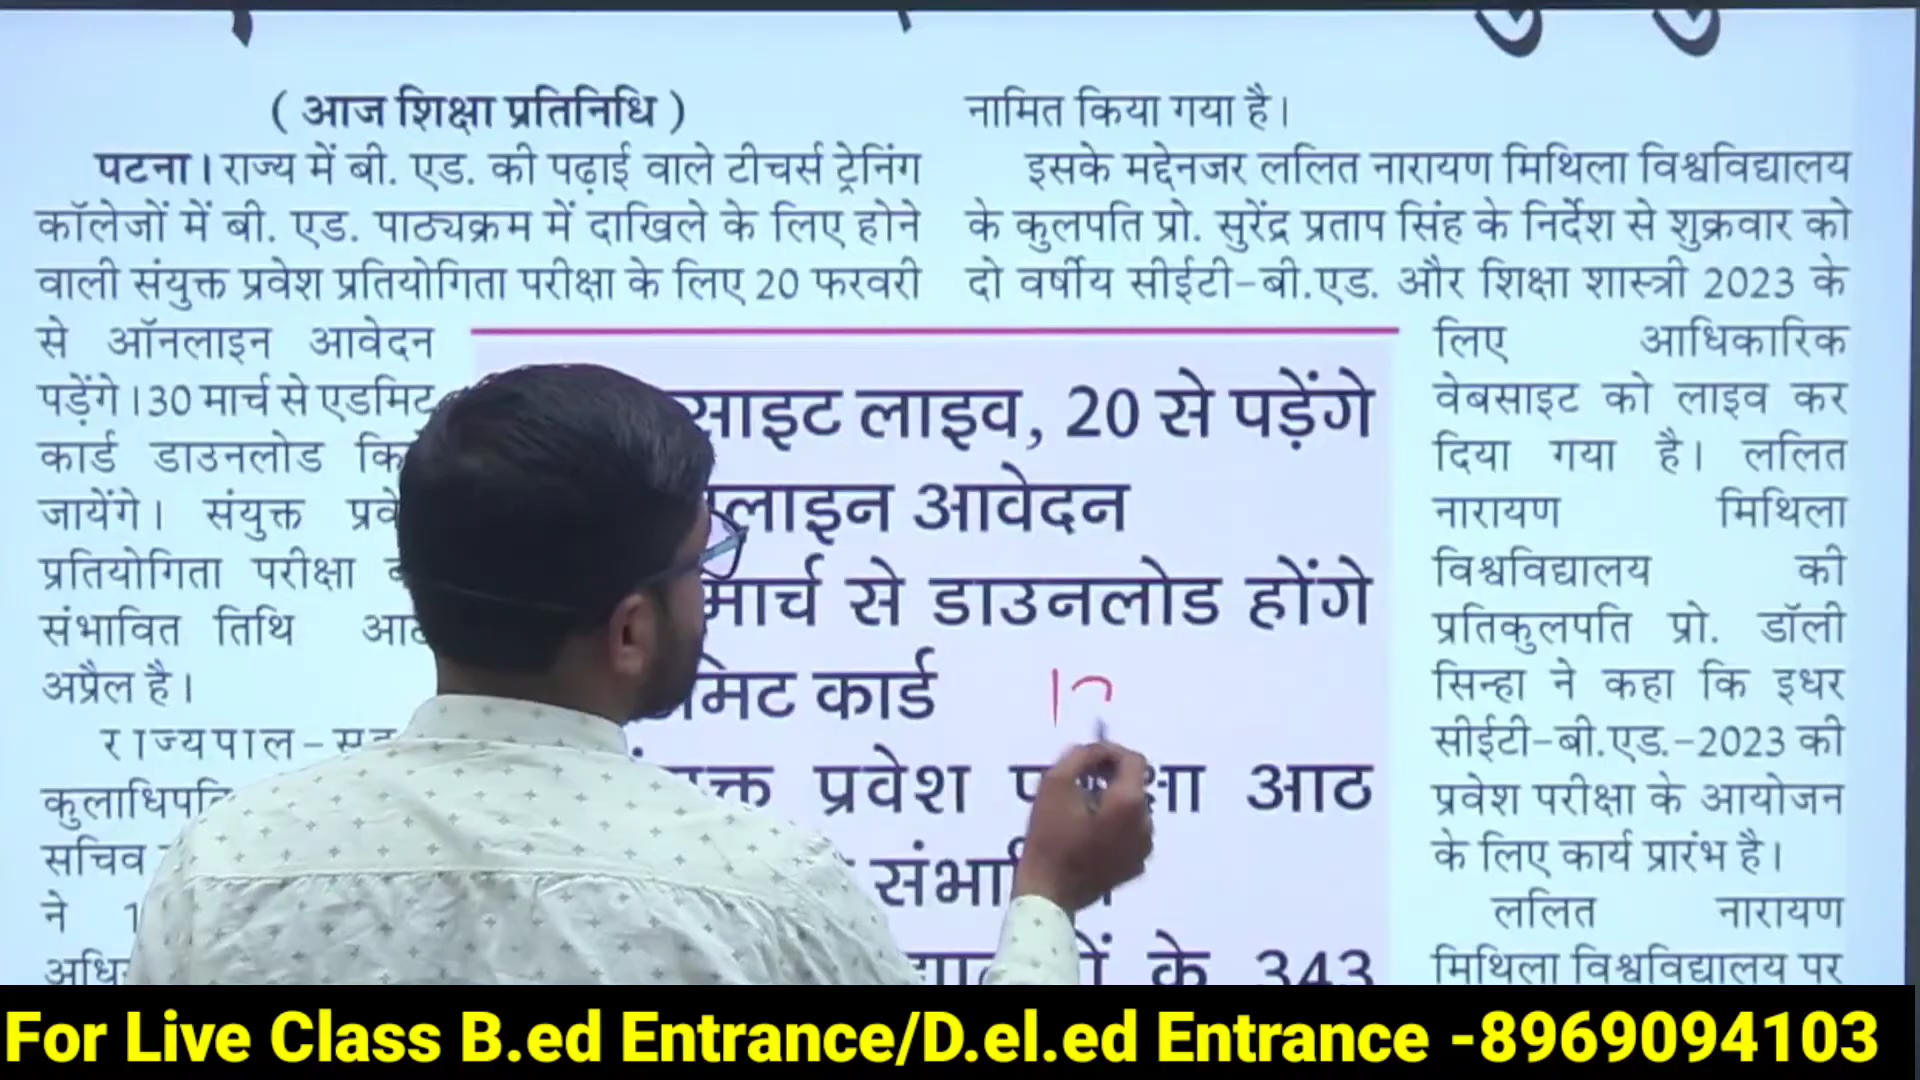 ( आज शिक्षा प्रतिनिधि )
पटना। राज्य में बी. एड. की पढ़ाई वाले टीचर्स ट्रेनिंग
कॉलेजों में बी. एड. पाठ्यक्रम में दाखिले के लिए होने
वाली संयुक्त प्रवेश प्रतियोगिता परीक्षा के लिए 20 फरवरी
से ऑनलाइन आवेदन
पड़ेंगे।30 मार्च से एडमिट
कार्ड डाउनलोड
जायेंगे। संयुक्त
प्रतियोगिता परीक्षा
संभावित तिथि
अप्रैल है।
राज्यपाल-
सचिव
ने
साइट लाइव, 20 से पड़ेंगे
लाइन आवेदन
मार्च से डाउनलोड होंगे
मिट कार्ड
प्रवेश आठ
के 343
नामित किया गया है।
इसके मद्देनजर ललित नारायण मिथिला विश्वविद्यालय
के कुलपति प्रो. सुरेंद्र प्रताप सिंह के निर्देश से शुक्रवार को
दो वर्षीय सीईटी-बी.एड. और शिक्षा शास्त्री 2023 के
लिए आधिकारिक
वेबसाइट को लाइव कर
दिया गया है। ललित
नारायण मिथिला
विश्वविद्यालय की
प्रतिकुलपति प्रो. डॉली
सिन्हा ने कहा कि इधर
सीईटी-बी.एड.-2023 की
प्रवेश परीक्षा के आयोजन
के लिए कार्य प्रारंभ है।
ललित नारायण
मिथिला विश्वविद्यालय पर
For Live Class B.ed Entrance/D.el.ed Entrance -8969094103